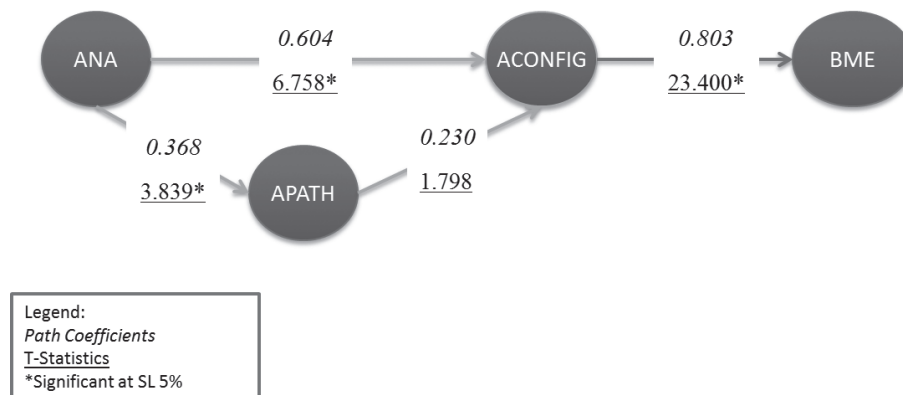 ANA
0.604
6.758*
ACONFIG
0.803
23.400*
BME
0.368
3.839*
APATH
0.230
1.798
Legend:
Path Coefficients
T-Statistics
*Significant at SL 5%